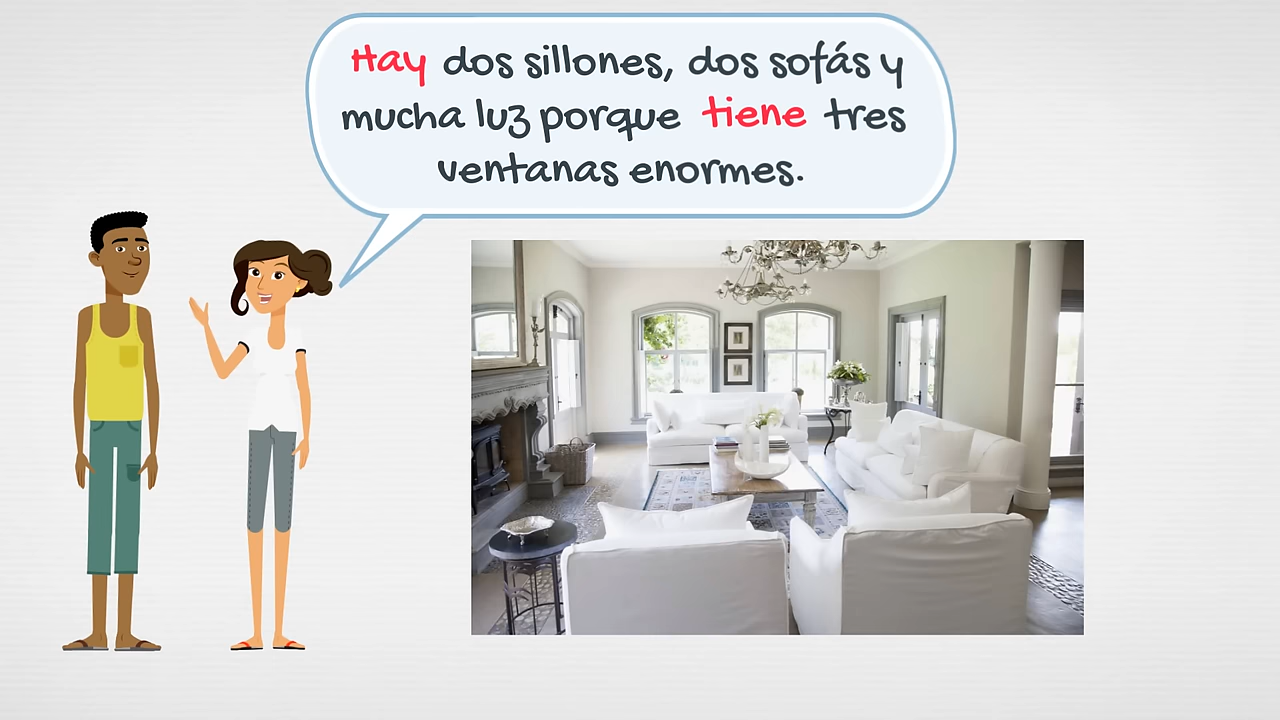 Hay dos sillones, dos sofás y
mucha luz porque tiene tres
ventanas enormes.